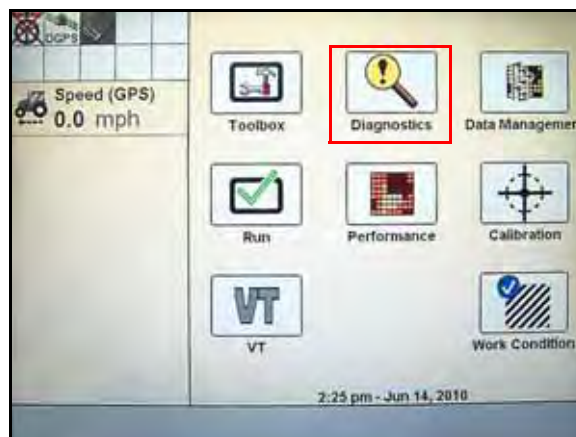 DGPS
Speed (GPS)
0.0 mph
Toolbox
Diagnostics
Data Managemen
Run
Performance
Calibration
VT
VT
Work Condition
2:25 pm - Jun 14, 2010